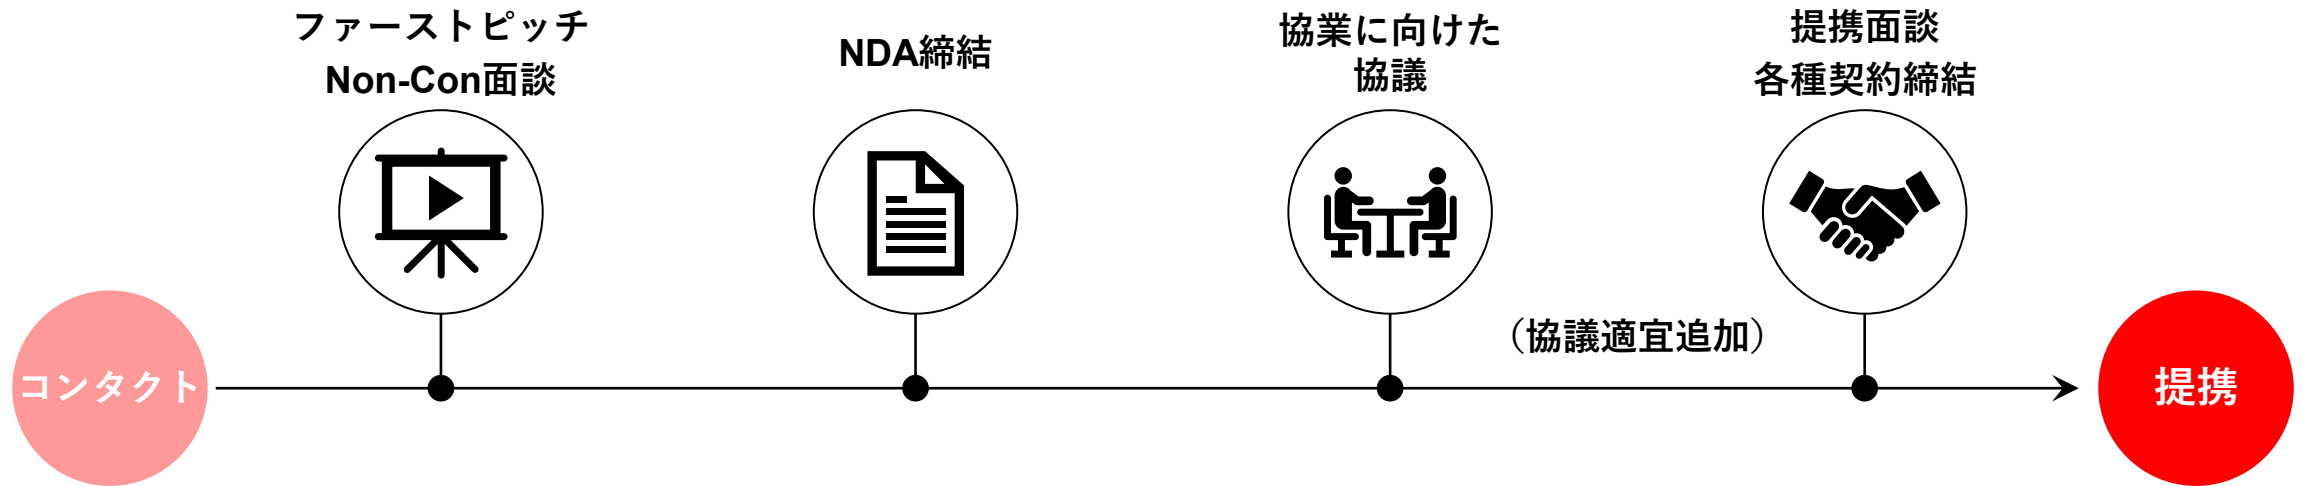 ファーストピッチ
Non-Con面談
NDA締結
協業に向けた
協議
提携面談
各種契約締結
（協議適宜追加）
コンタクト
提携